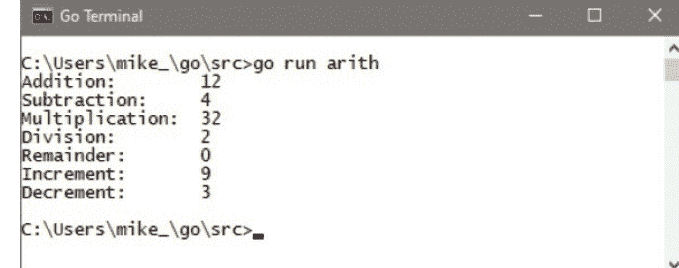 Go Terminal
C:\Users\mike_\go\src>go run arith
Addition: 12
Subtraction: 4
Multiplication: 32
Division: 2
Remainder: 0
Increment: 9
Decrement: 3
C:\Users\mike_\go\src>